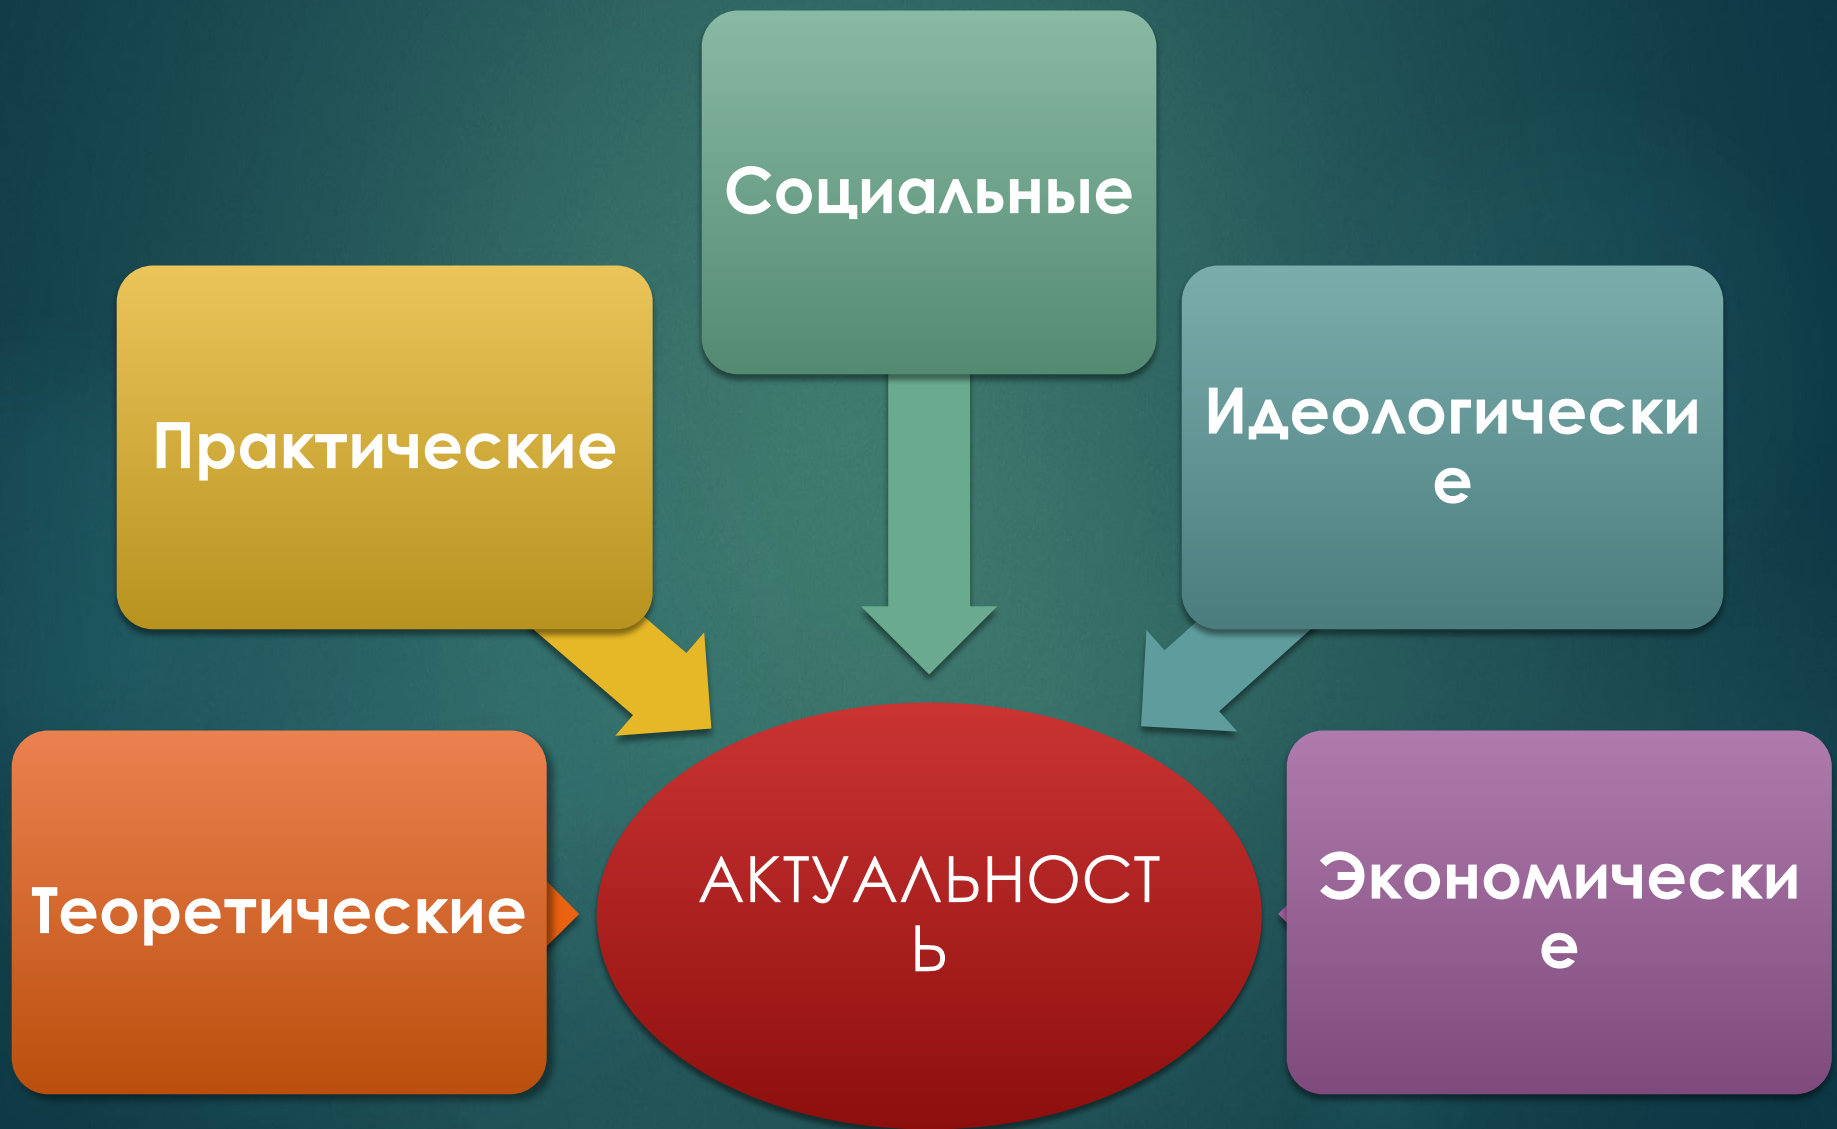 Социальные
Практические
Идеологически
е
Теоретические
АКТУАЛЬНОСТ
Ь
Экономически
е